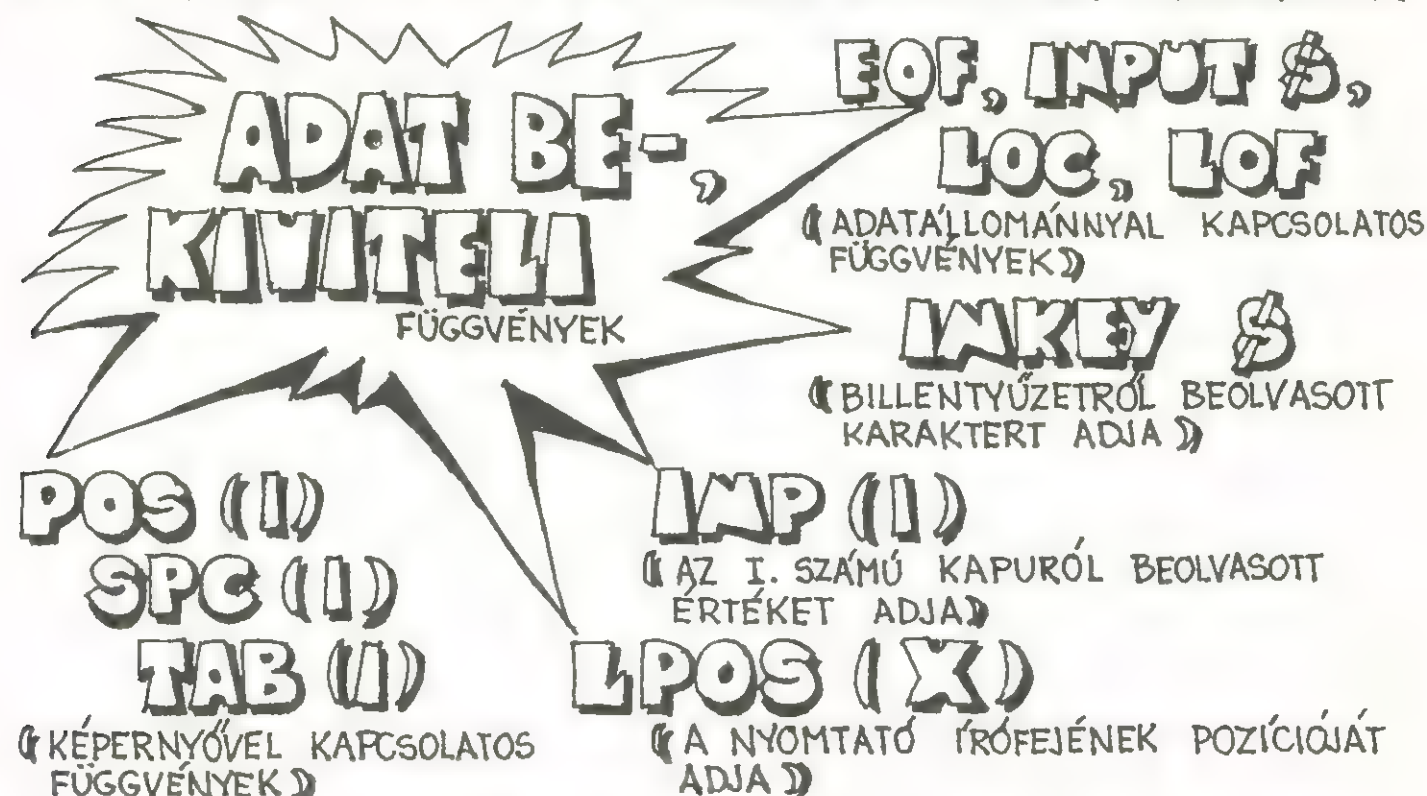 ADAT BE-,
KIVITELI
FÜGGVÉNYEK
EOF, INPUT $,
LOC, LOF
(ADATÁLLOMÁNNYAL KAPCSOLATOS
FÜGGVÉNYEK)
INKEY $
(BILLENTYŰZETRŐL BEOLVASOTT
KARAKTERT ADJA)
POS (I)
SPC (I)
TAB (I)
(KÉPERNYŐVEL KAPCSOLATOS
FÜGGVÉNYEK)
INP (I)
(AZ I. SZÁMÚ KAPURÓL BEOLVASOTT
ÉRTÉKET ADJA)
LPOS (X)
(A NYOMTATÓ ÍRÓFEJÉNEK POZÍCIÓJÁT
ADJA)